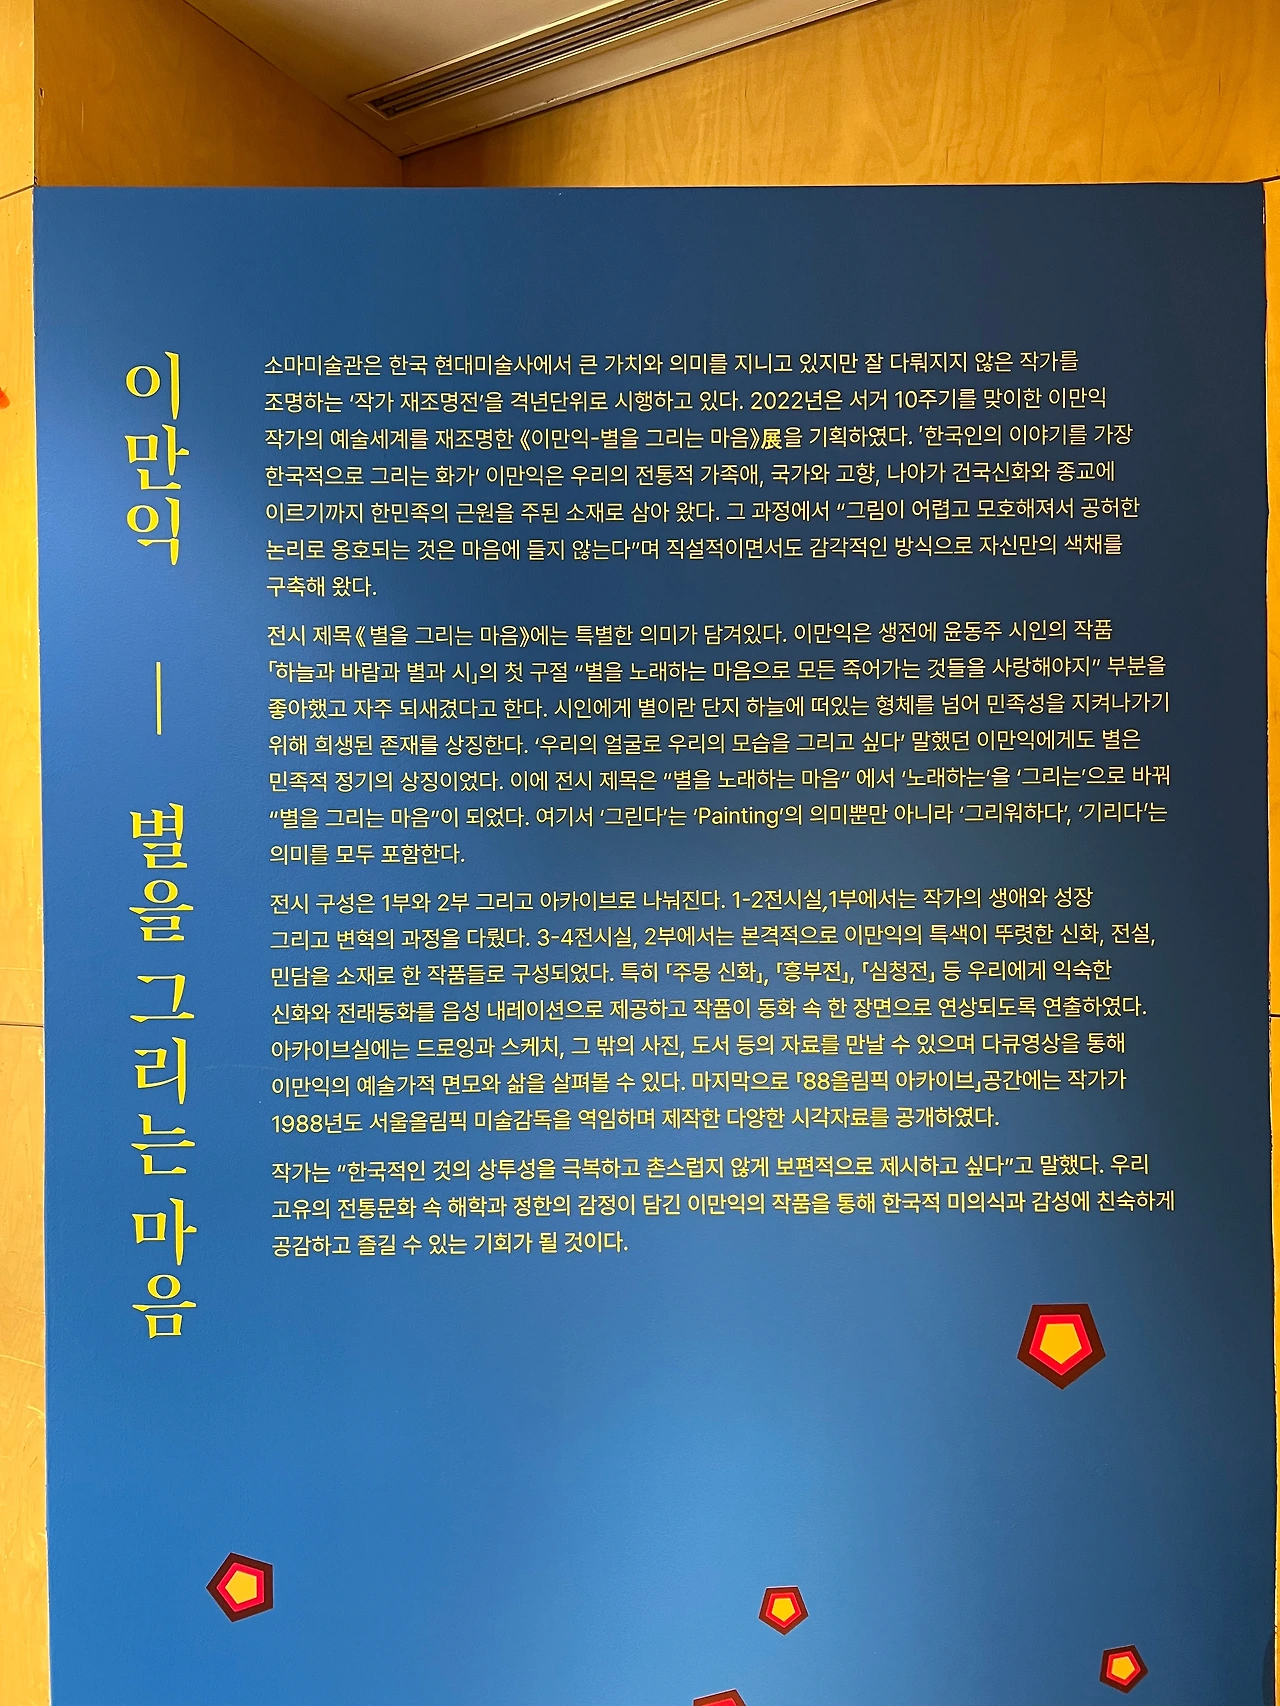 이만익 — 별을 그리는 마음
소마미술관은 한국 현대미술사에서 큰 가치와 의미를 지니고 있지만 잘 다뤄지지 않은 작가를
조명하는 ‘작가 재조명전’을 격년단위로 시행하고 있다. 2022년은 서거 10주기를 맞이한 이만익
작가의 예술세계를 재조명한 《이만익-별을 그리는 마음》展을 기획하였다. '한국인의 이야기를 가장
한국적으로 그리는 화가' 이만익은 우리의 전통적 가족애, 국가와 고향, 나아가 건국신화와 종교에
이르기까지 한민족의 근원을 주된 소재로 삼아 왔다. 그 과정에서 “그림이 어렵고 모호해져서 공허한
논리로 옹호되는 것은 마음에 들지 않는다”며 직설적이면서도 감각적인 방식으로 자신만의 색채를
구축해 왔다.
전시 제목《 별을 그리는 마음》에는 특별한 의미가 담겨있다. 이만익은 생전에 윤동주 시인의 작품
「하늘과 바람과 별과 시」의 첫 구절 “별을 노래하는 마음으로 모든 죽어가는 것들을 사랑해야지” 부분을
좋아했고 자주 되새겼다고 한다. 시인에게 별이란 단지 하늘에 떠있는 형체를 넘어 민족성을 지켜나가기
위해 희생된 존재를 상징한다. ‘우리의 얼굴로 우리의 모습을 그리고 싶다’ 말했던 이만익에게도 별은
민족적 정기의 상징이었다. 이에 전시 제목은 “별을 노래하는 마음” 에서 ‘노래하는’을 ‘그리는’으로 바꿔
“별을 그리는 마음”이 되었다. 여기서 ‘그린다’는 ‘Painting’의 의미뿐만 아니라 ‘그리워하다’, ‘기리다’는
의미를 모두 포함한다.
전시 구성은 1부와 2부 그리고 아카이브로 나눠진다. 1-2전시실,1부에서는 작가의 생애와 성장
그리고 변혁의 과정을 다뤘다. 3-4전시실, 2부에서는 본격적으로 이만익의 특색이 뚜렷한 신화, 전설,
민담을 소재로 한 작품들로 구성되었다. 특히 「주몽 신화」, 「흥부전」, 「심청전」 등 우리에게 익숙한
신화와 전래동화를 음성 내레이션으로 제공하고 작품이 동화 속 한 장면으로 연상되도록 연출하였다.
아카이브실에는 드로잉과 스케치, 그 밖의 사진, 도서 등의 자료를 만날 수 있으며 다큐영상을 통해
이만익의 예술가적 면모와 삶을 살펴볼 수 있다. 마지막으로 「88올림픽 아카이브」공간에는 작가가
1988년도 서울올림픽 미술감독을 역임하며 제작한 다양한 시각자료를 공개하였다.
작가는 “한국적인 것의 상투성을 극복하고 촌스럽지 않게 보편적으로 제시하고 싶다”고 말했다. 우리
고유의 전통문화 속 해학과 정한의 감정이 담긴 이만익의 작품을 통해 한국적 미의식과 감성에 친숙하게
공감하고 즐길 수 있는 기회가 될 것이다.